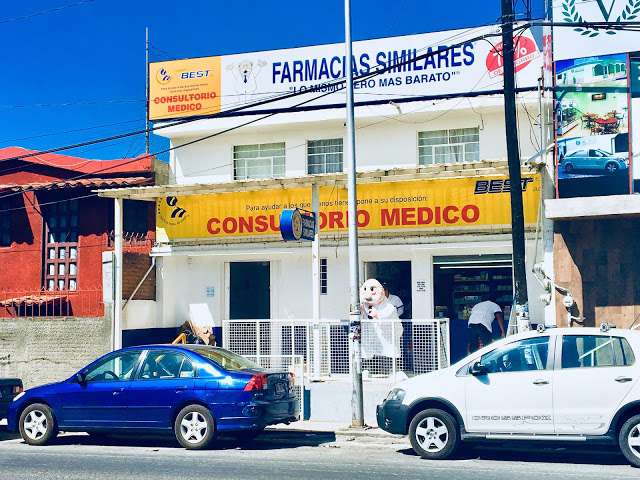 BEST
CONSULTORIO
MEDICO
FARMACIAS SIMILARES
"LO MISMO PERO MAS BARATO"
V
BEST
Para ayudar a los que menos tienen pone a su disposición:
CONSULTORIO MEDICO
CROSSFOX